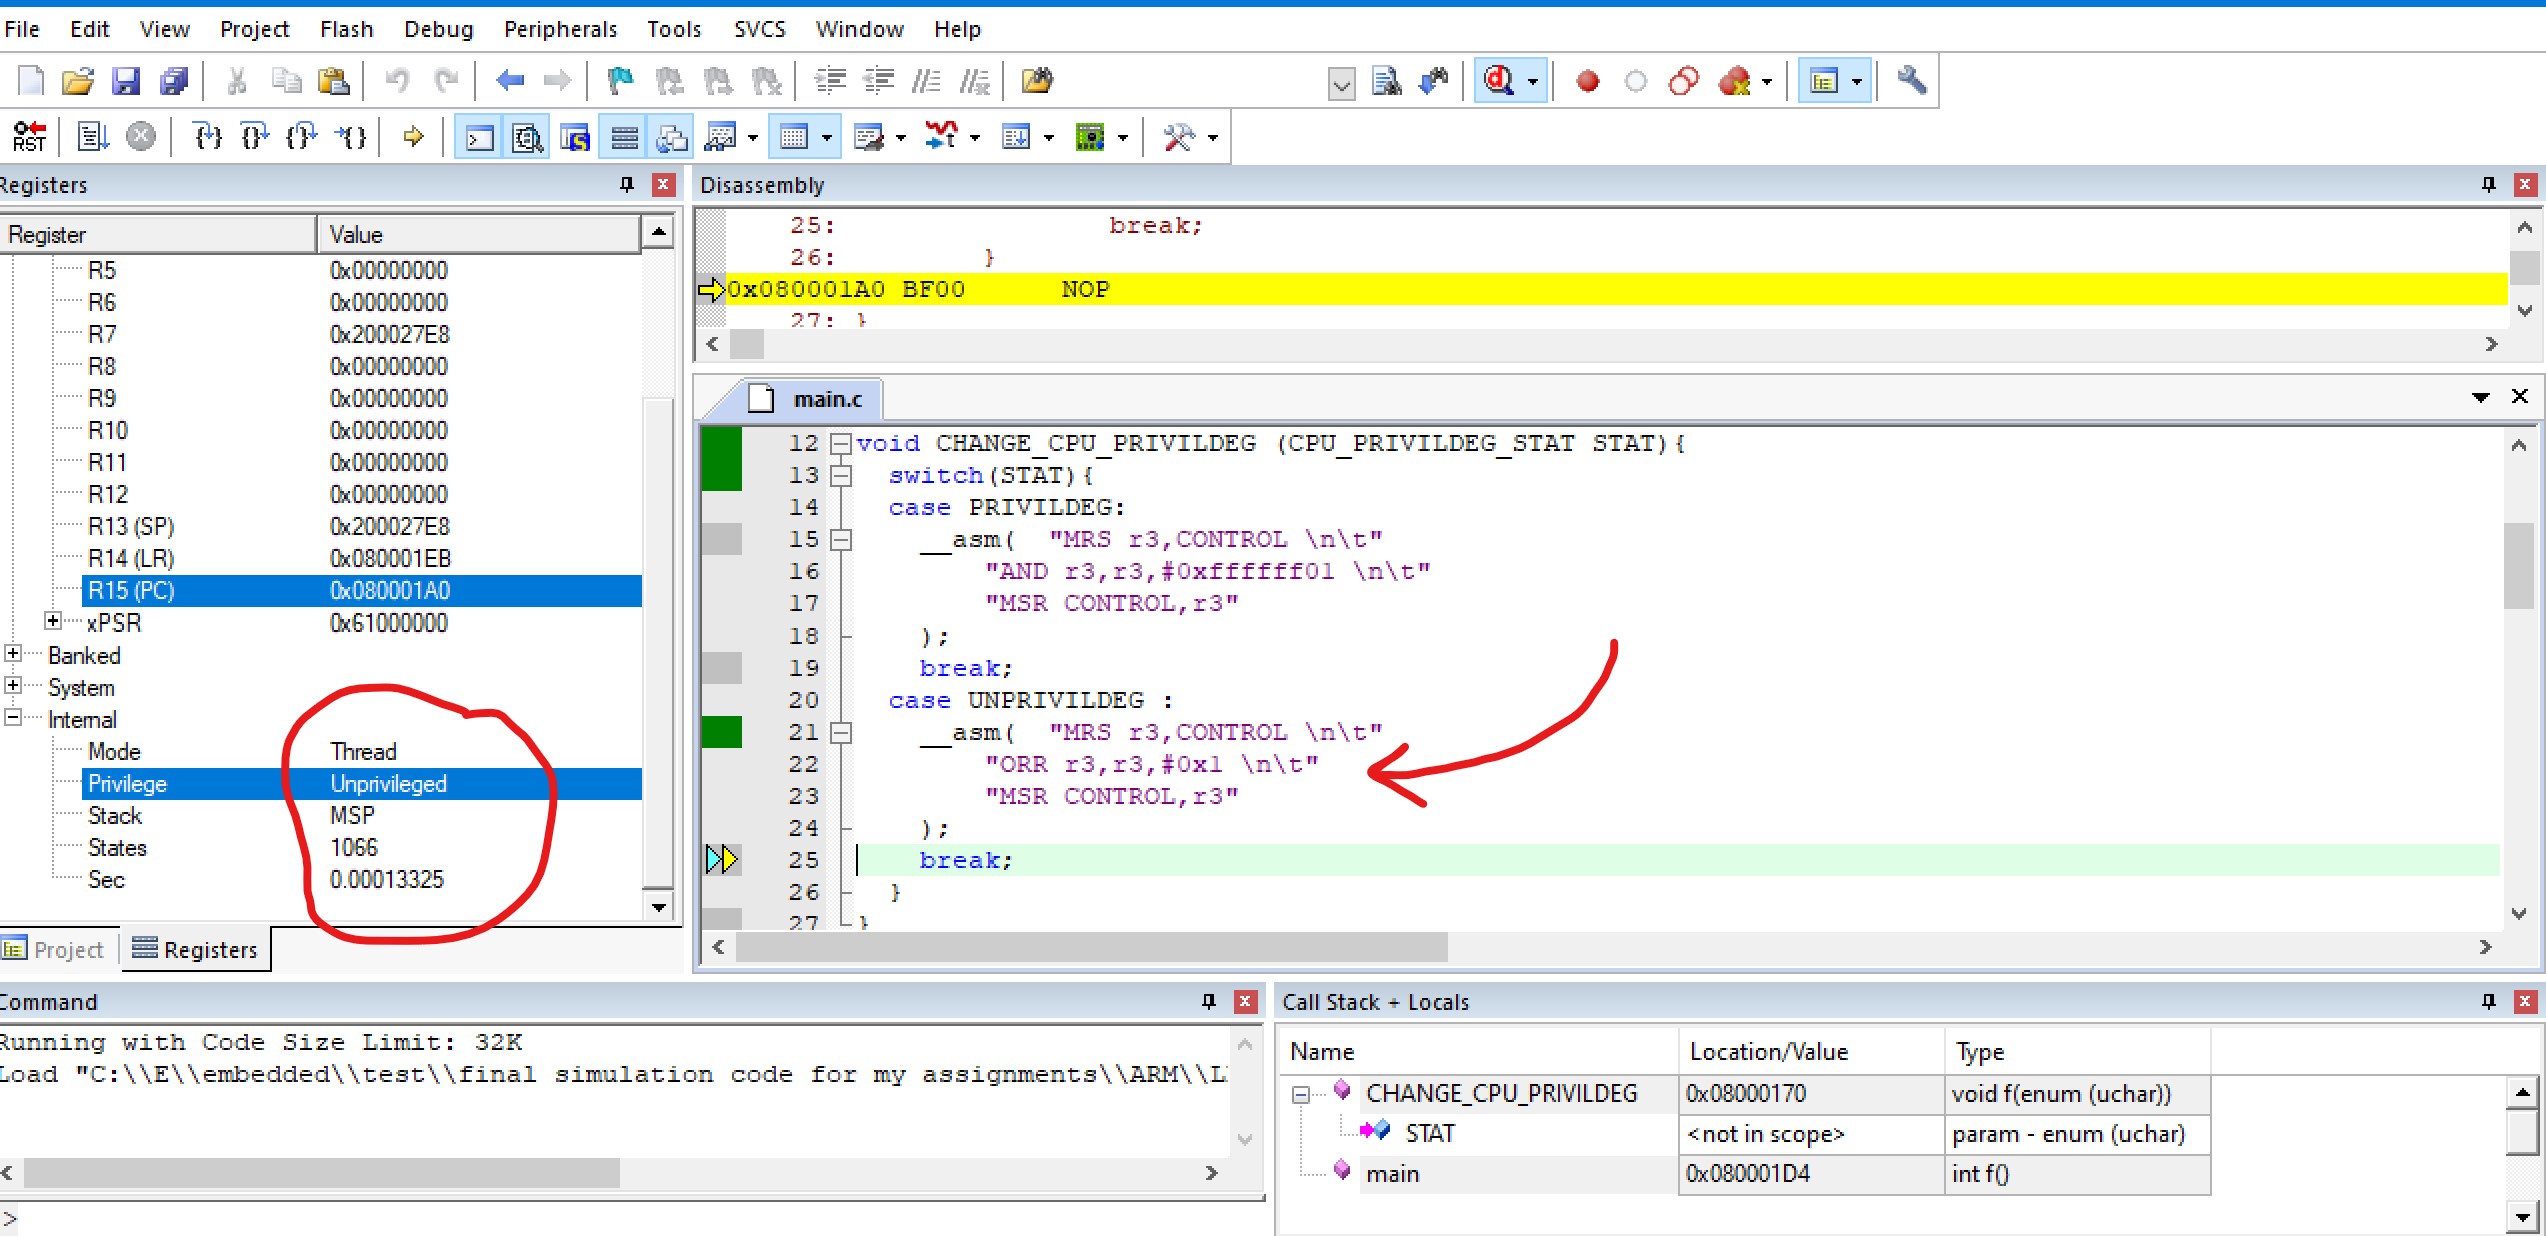 File Edit View Project Flash Debug Peripherals Tools SVCS Window Help
RST
Registers
Register Value
R5 0x00000000
R6 0x00000000
R7 0x200027E8
R8 0x00000000
R9 0x00000000
R10 0x00000000
R11 0x00000000
R12 0x00000000
R13 (SP) 0x200027E8
R14 (LR) 0x080001EB
R15 (PC) 0x080001A0
xPSR 0x61000000
Banked
System
Internal
Mode Thread
Privilege Unprivileged
Stack MSP
States 1066
Sec 0.00013325
Project Registers
Disassembly
25: break;
26: }
0x080001A0 BF00 NOP
27: }
main.c
12 void CHANGE_CPU_PRIVILDEG (CPU_PRIVILDEG_STAT STAT){
13 switch(STAT){
14 case PRIVILDEG:
15 __asm( "MRS r3,CONTROL \n\t"
16 "AND r3,r3,#0xffffff01 \n\t"
17 "MSR CONTROL,r3"
18 );
19 break;
20 case UNPRIVILDEG :
21 __asm( "MRS r3,CONTROL \n\t"
22 "ORR r3,r3,#0x1 \n\t"
23 "MSR CONTROL,r3"
24 );
25 break;
26 }
27 }
Command
Running with Code Size Limit: 32K
Load "C:\\E\\embedded\\test\\final simulation code for my assignments\\ARM\\L
>
Call Stack + Locals
Name Location/Value Type
CHANGE_CPU_PRIVILDEG 0x08000170 void f(enum (uchar))
STAT <not in scope> param - enum (uchar)
main 0x080001D4 int f()